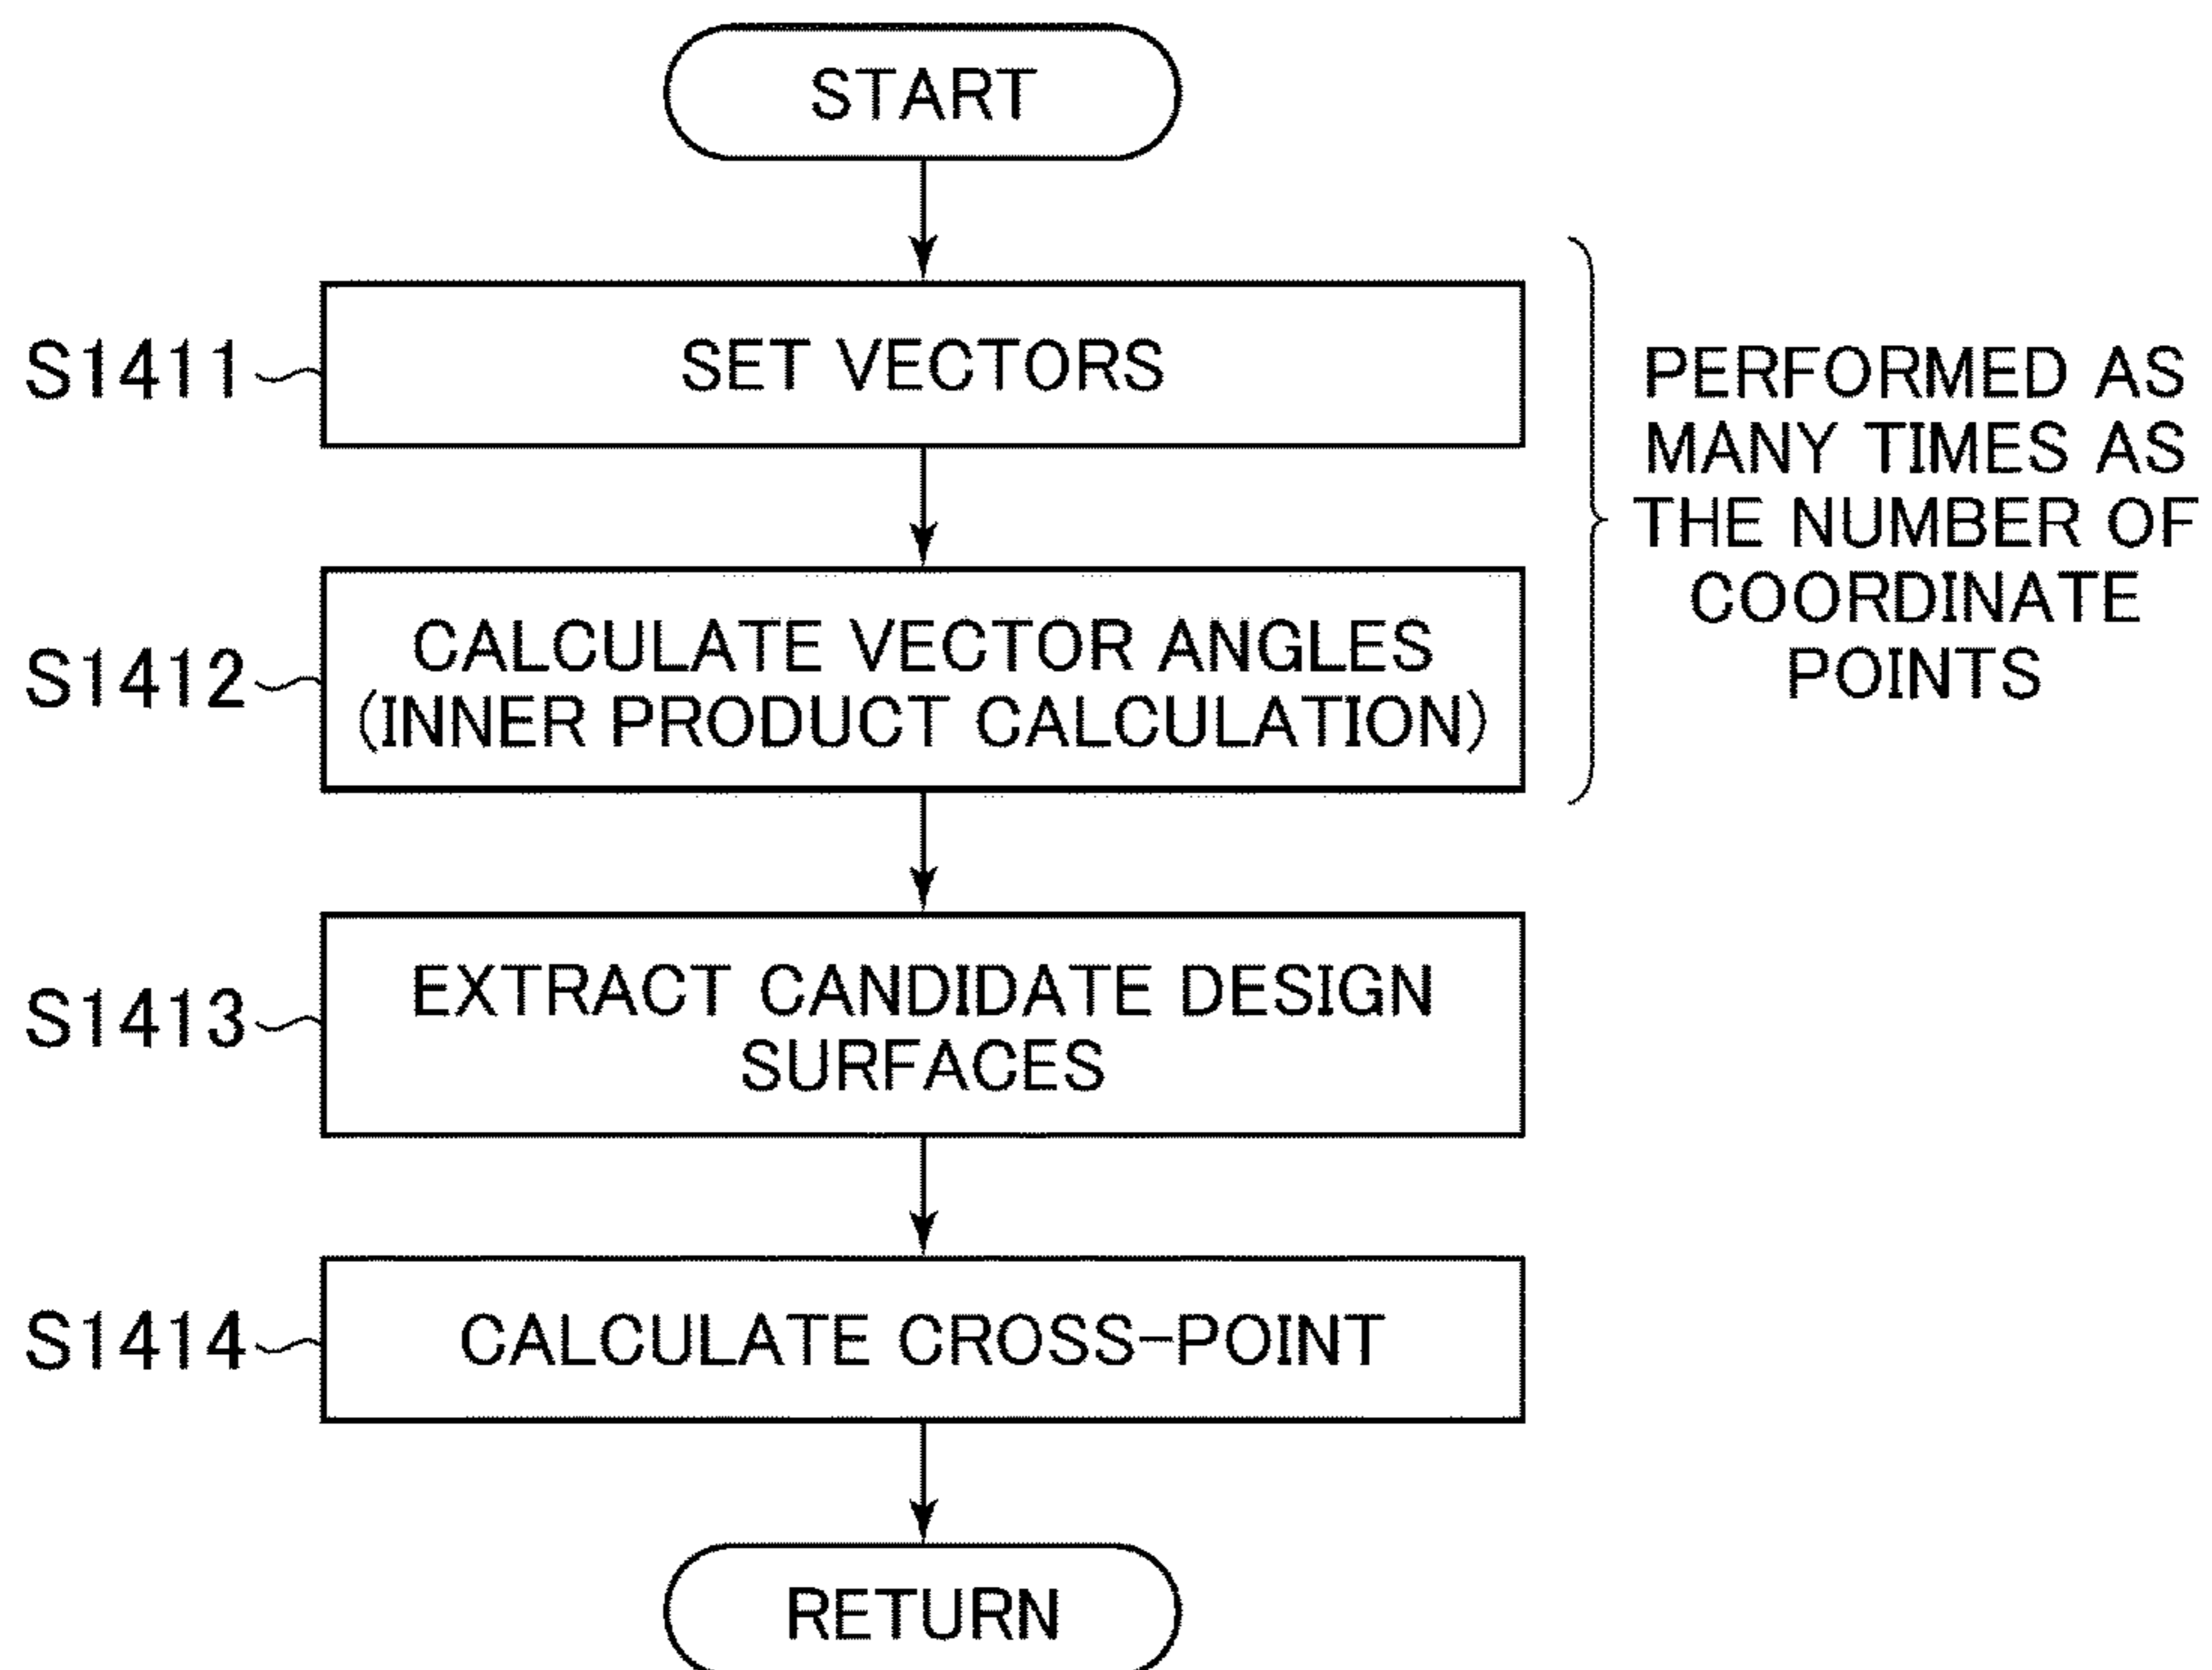 START
S1411
SET VECTORS
PERFORMED AS
MANY TIMES AS
THE NUMBER OF
COORDINATE
POINTS
S1412
CALCULATE VECTOR ANGLES
(INNER PRODUCT CALCULATION)
S1413
EXTRACT CANDIDATE DESIGN
SURFACES
S1414
CALCULATE CROSS-POINT
RETURN